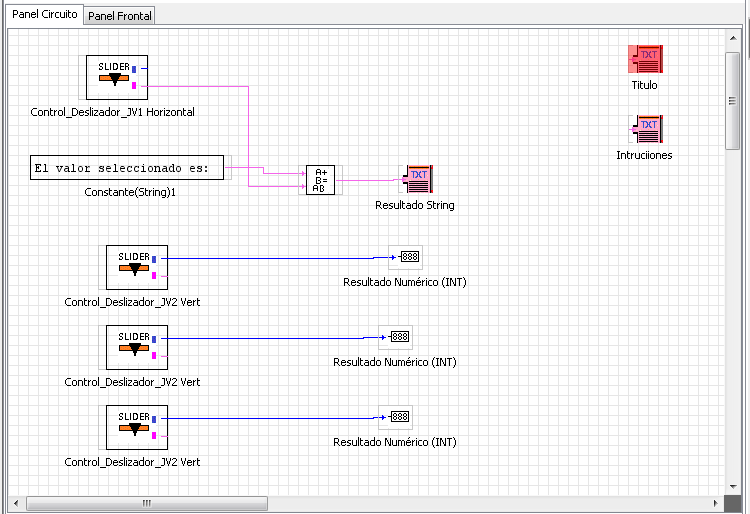 Panel Circuito
Panel Frontal
SLIDER
Control_Deslizador_JV1 Horizontal
TXT
Titulo
TXT
Intruciiones
El valor seleccionado es:
Constante(String)1
A+
B=
AB
TXT
Resultado String
SLIDER
Control_Deslizador_JV2 Vert
888
Resultado Numérico (INT)
SLIDER
Control_Deslizador_JV2 Vert
888
Resultado Numérico (INT)
SLIDER
Control_Deslizador_JV2 Vert
888
Resultado Numérico (INT)